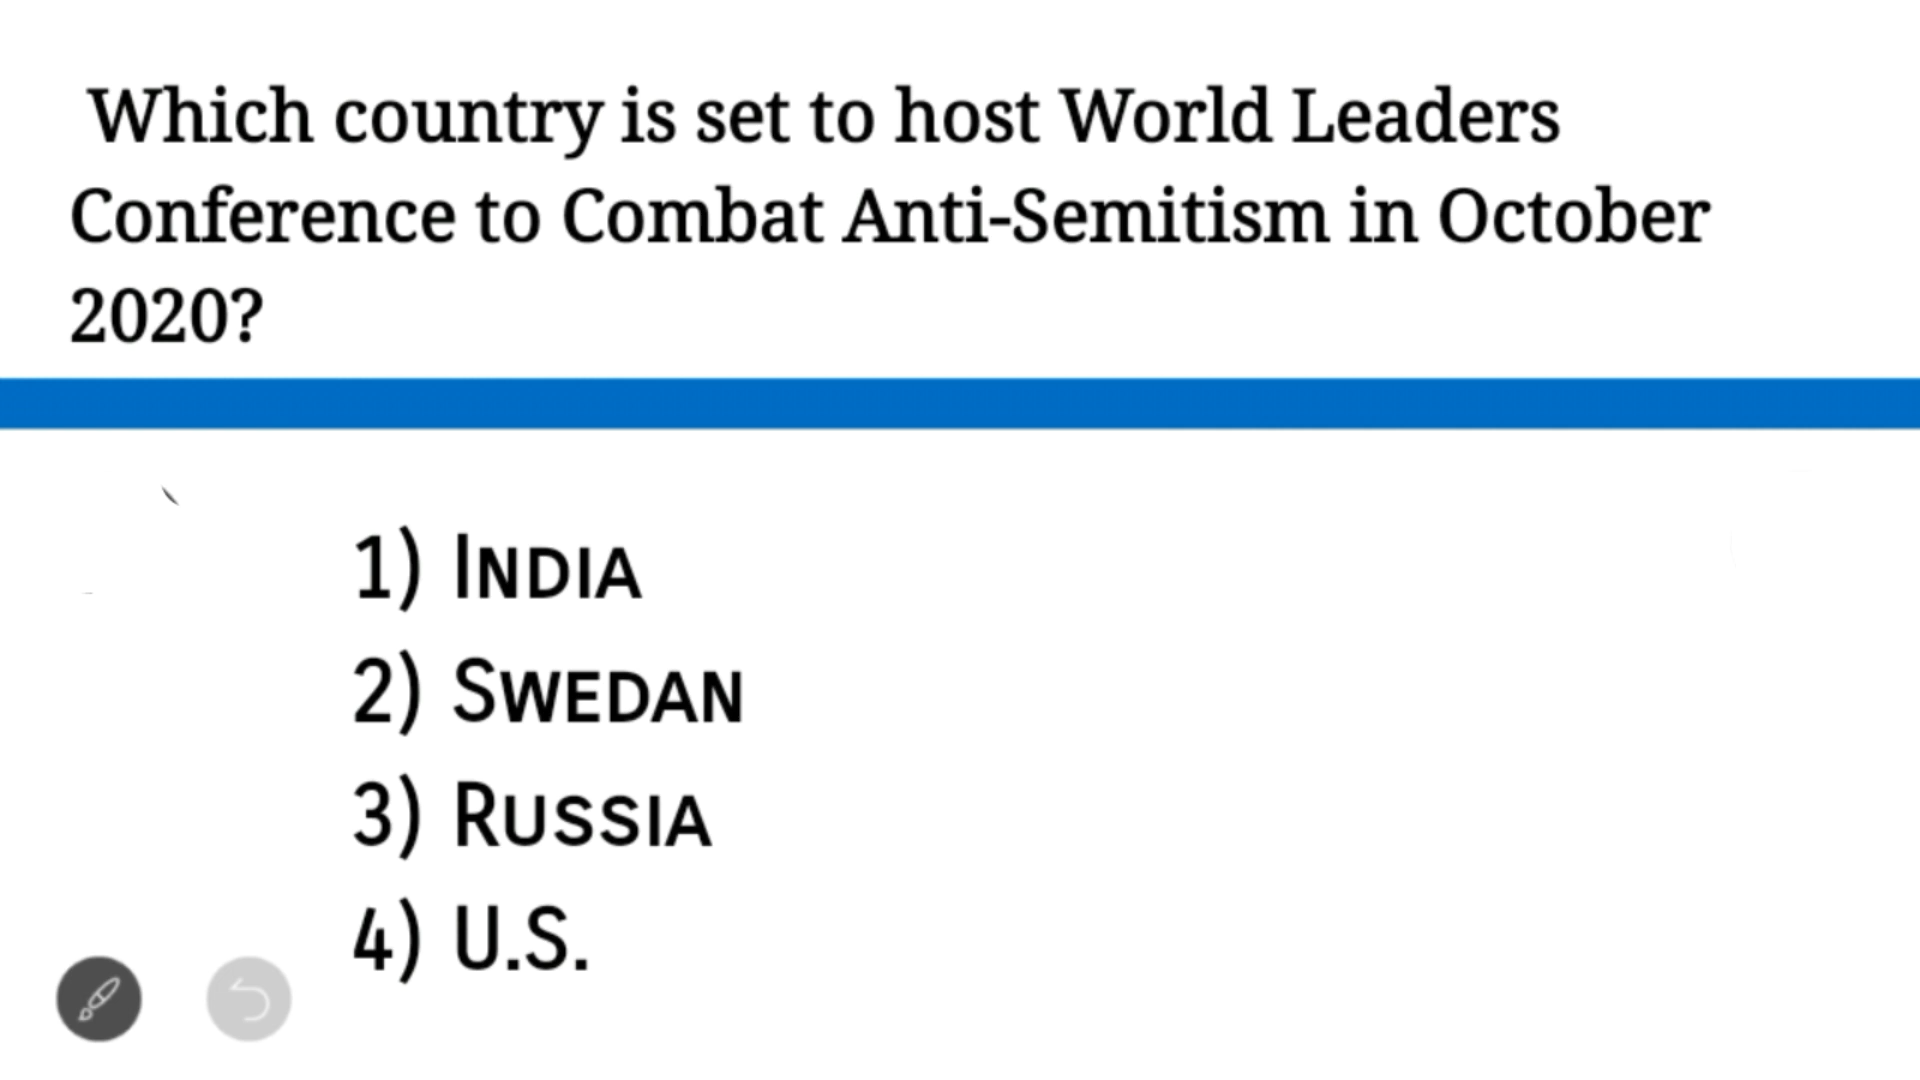 Which country is set to host World Leaders
Conference to Combat Anti-Semitism in October
2020?
1) INDIA
2) SWEDAN
3) RUSSIA
4) U.S.